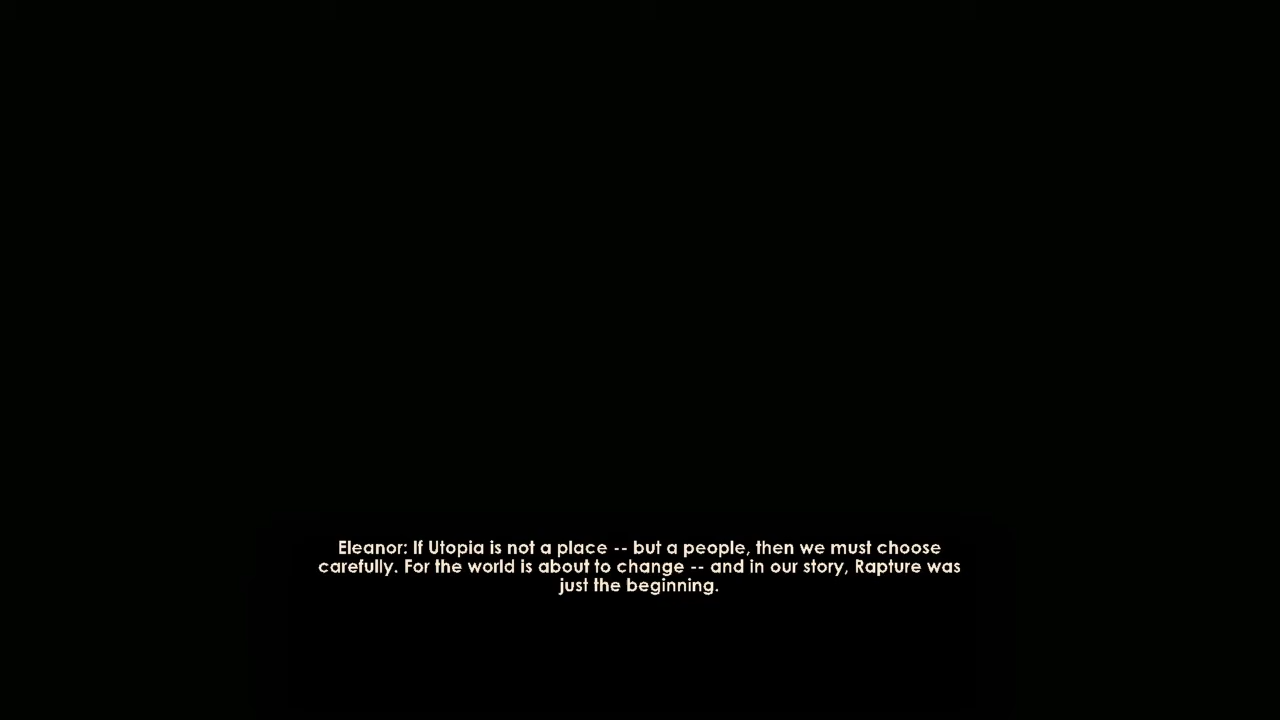 Eleanor: If Utopia is not a place -- but a people, then we must choose
carefully. For the world is about to change -- and in our story, Rapture was
just the beginning.